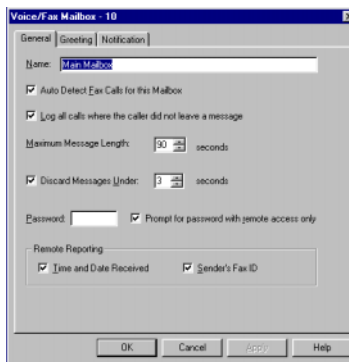 Voice/Fax Mailbox - 10
General Greeting Notification
Name: Main Mailbox
Auto Detect Fax Calls for this Mailbox
Log all calls where the caller did not leave a message
Maximum Message Length: 90 seconds
Discard Messages Under: 3 seconds
Password: Prompt for password with remote access only
Remote Reporting
Time and Date Received Sender's Fax ID
OK Cancel Apply Help